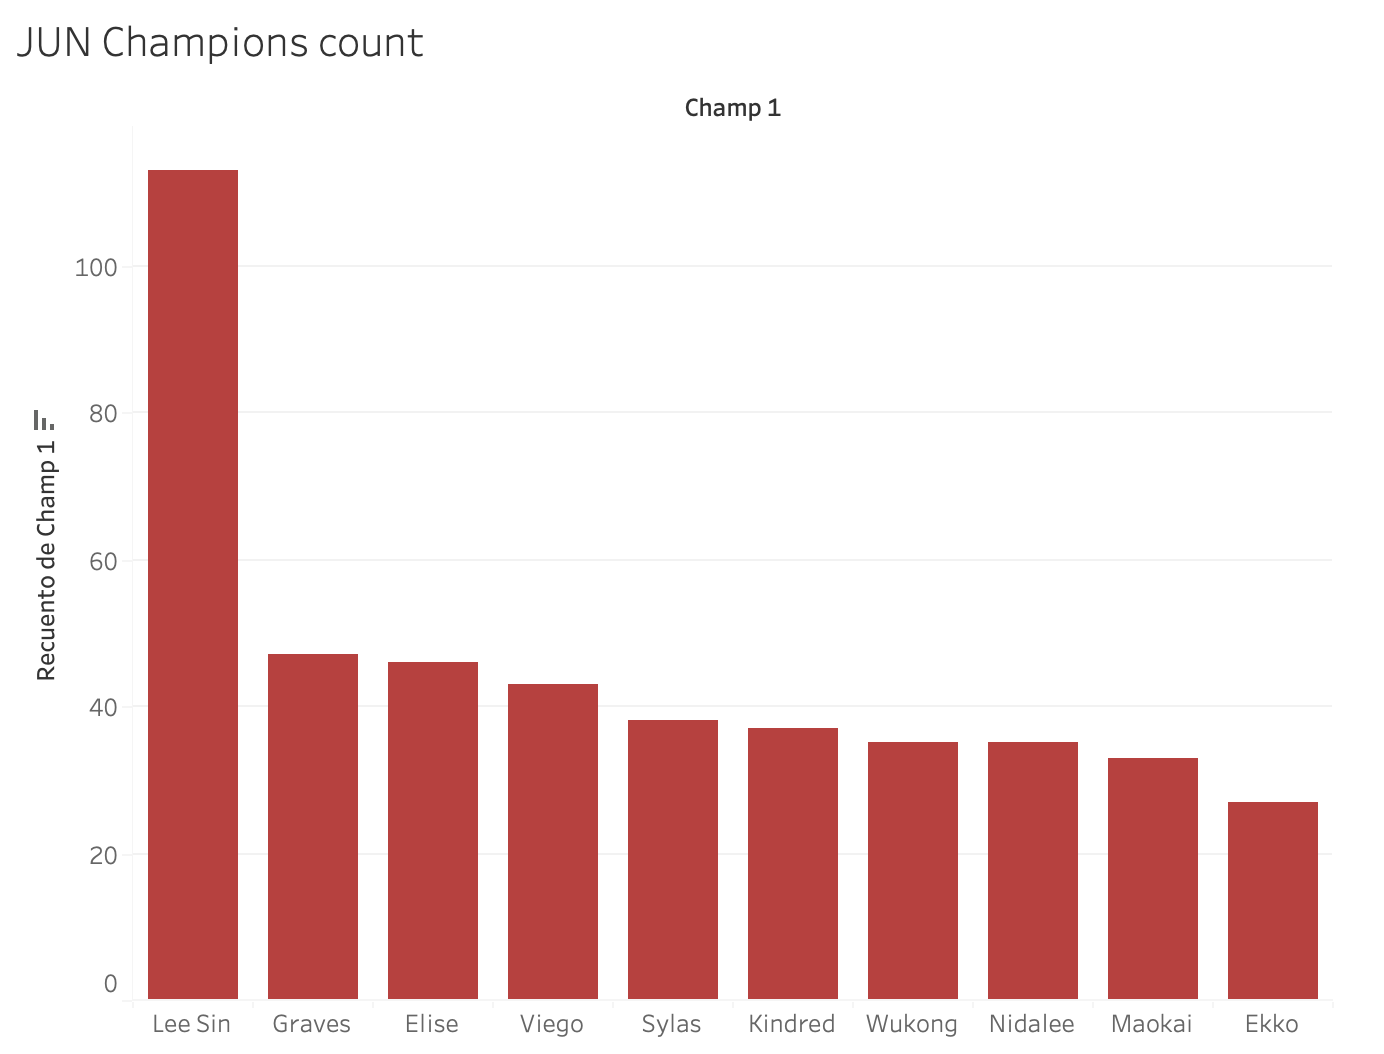 JUN Champions count
Champ 1
Recuento de Champ 1
100
80
60
40
20
0
Lee Sin Graves Elise Viego Sylas Kindred Wukong Nidalee Maokai Ekko